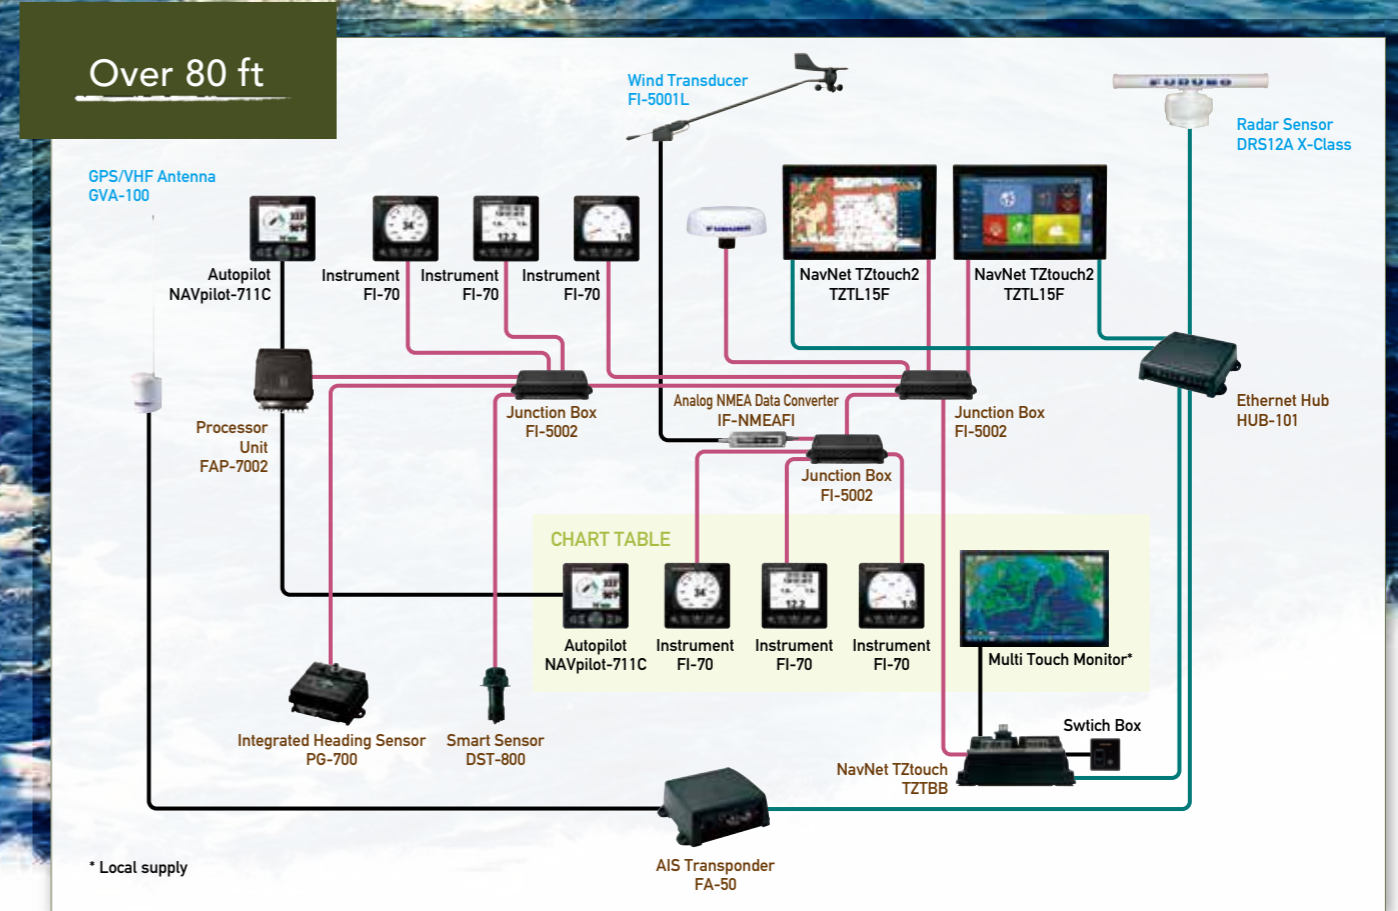 Over 80 ft
Wind Transducer
FI-5001L
FURUNO
Radar Sensor
DRS12A X-Class
GPS/VHF Antenna
GVA-100
FURUNO
Autopilot
NAVpilot-711C
Instrument
FI-70
Instrument
FI-70
Instrument
FI-70
NavNet TZtouch2
TZTL15F
NavNet TZtouch2
TZTL15F
Processor
Unit
FAP-7002
Junction Box
FI-5002
Analog NMEA Data Converter
IF-NMEAFI
Junction Box
FI-5002
Ethernet Hub
HUB-101
Junction Box
FI-5002
CHART TABLE
Autopilot
NAVpilot-711C
Instrument
FI-70
Instrument
FI-70
Instrument
FI-70
Multi Touch Monitor*
Integrated Heading Sensor
PG-700
Smart Sensor
DST-800
Swtich Box
NavNet TZtouch
TZTBB
AIS Transponder
FA-50
* Local supply